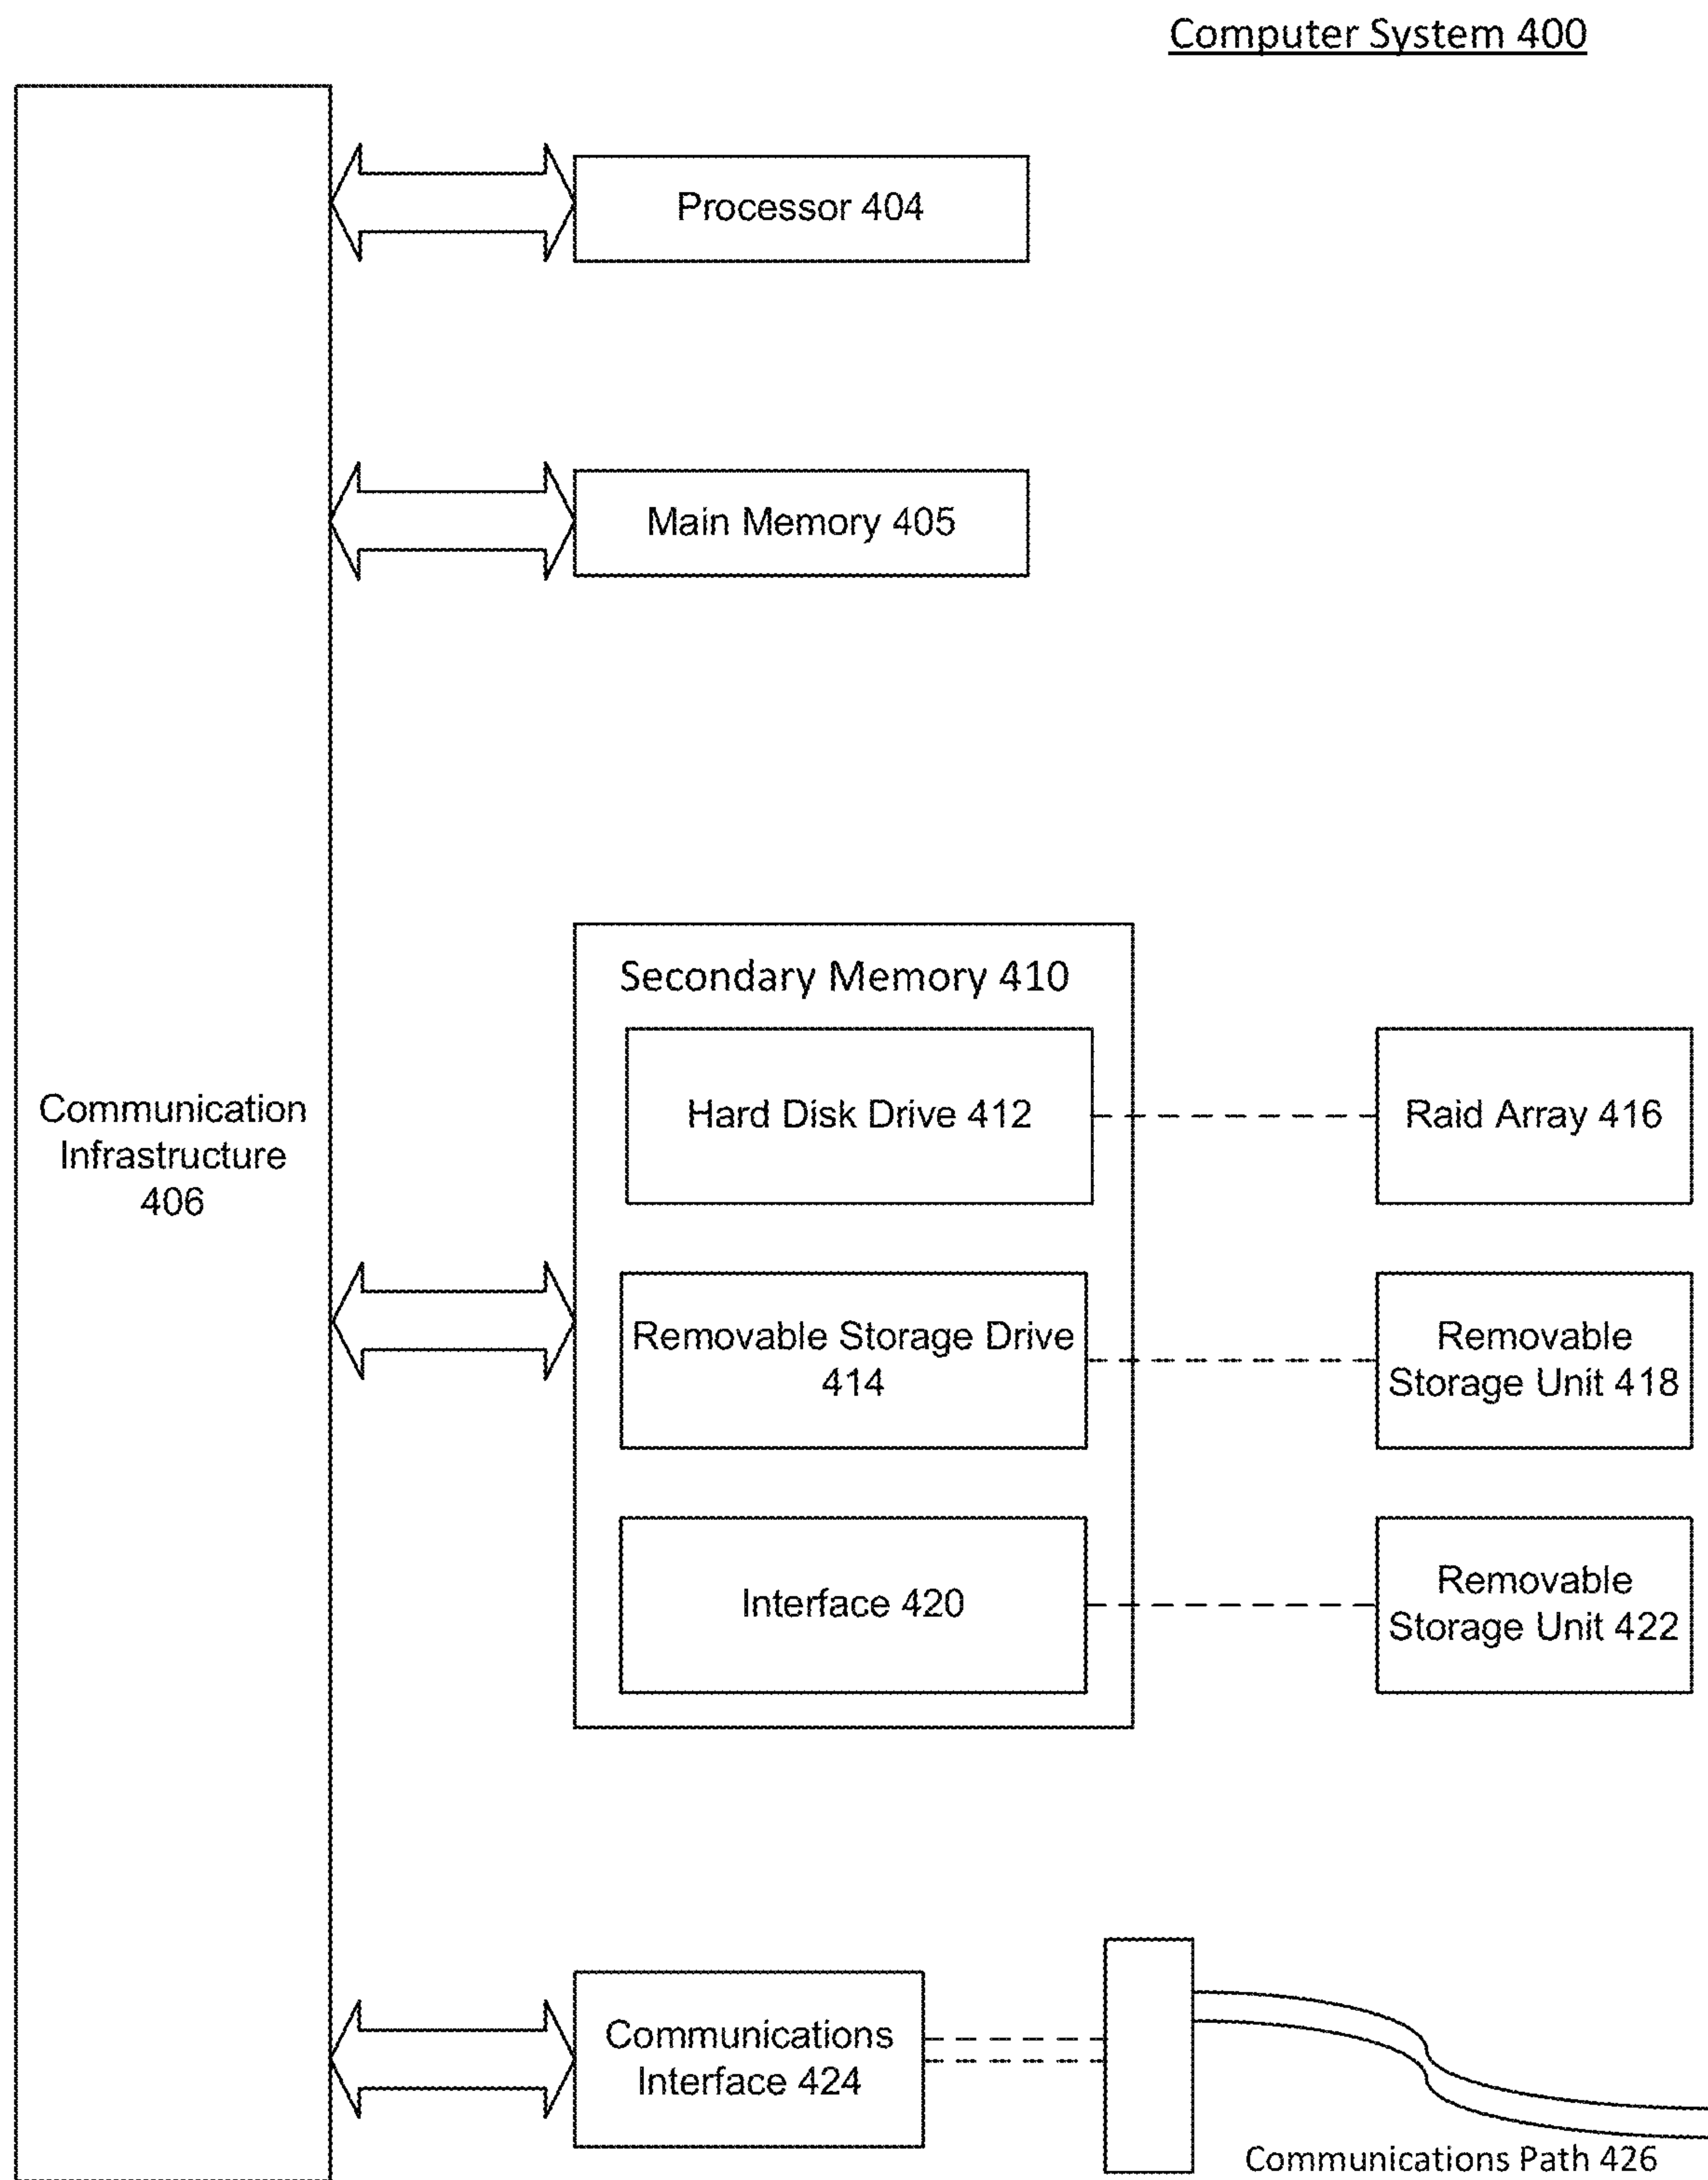 Computer System 400
Processor 404
Main Memory 405
Communication
Infrastructure
406
Secondary Memory 410
Hard Disk Drive 412
Raid Array 416
Removable Storage Drive
414
Removable
Storage Unit 418
Interface 420
Removable
Storage Unit 422
Communications
Interface 424
Communications Path 426